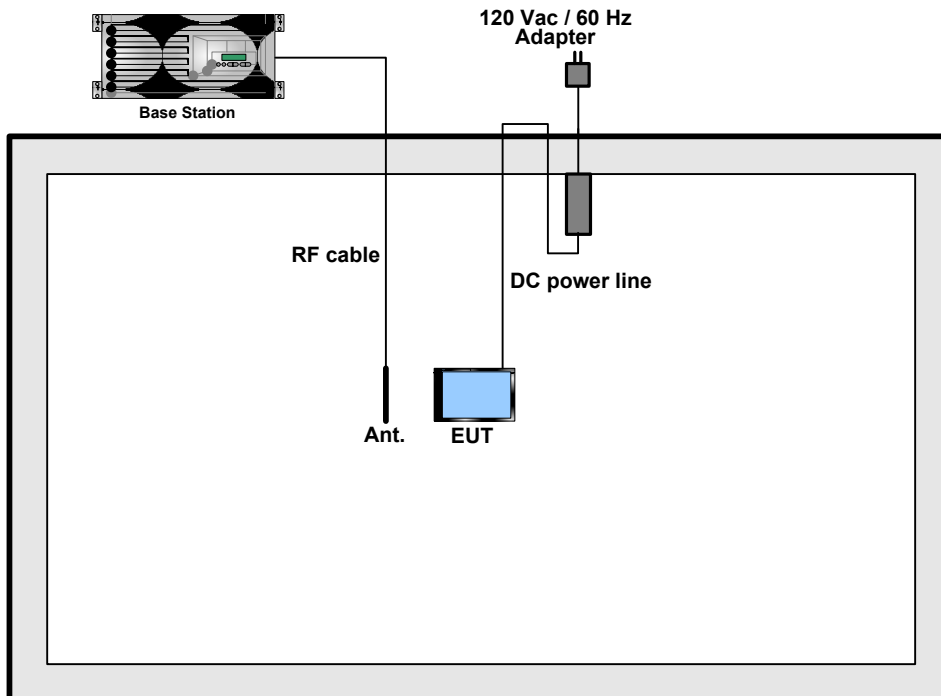 120 Vac / 60 Hz
Adapter
Base Station
RF cable
DC power line
Ant.
EUT